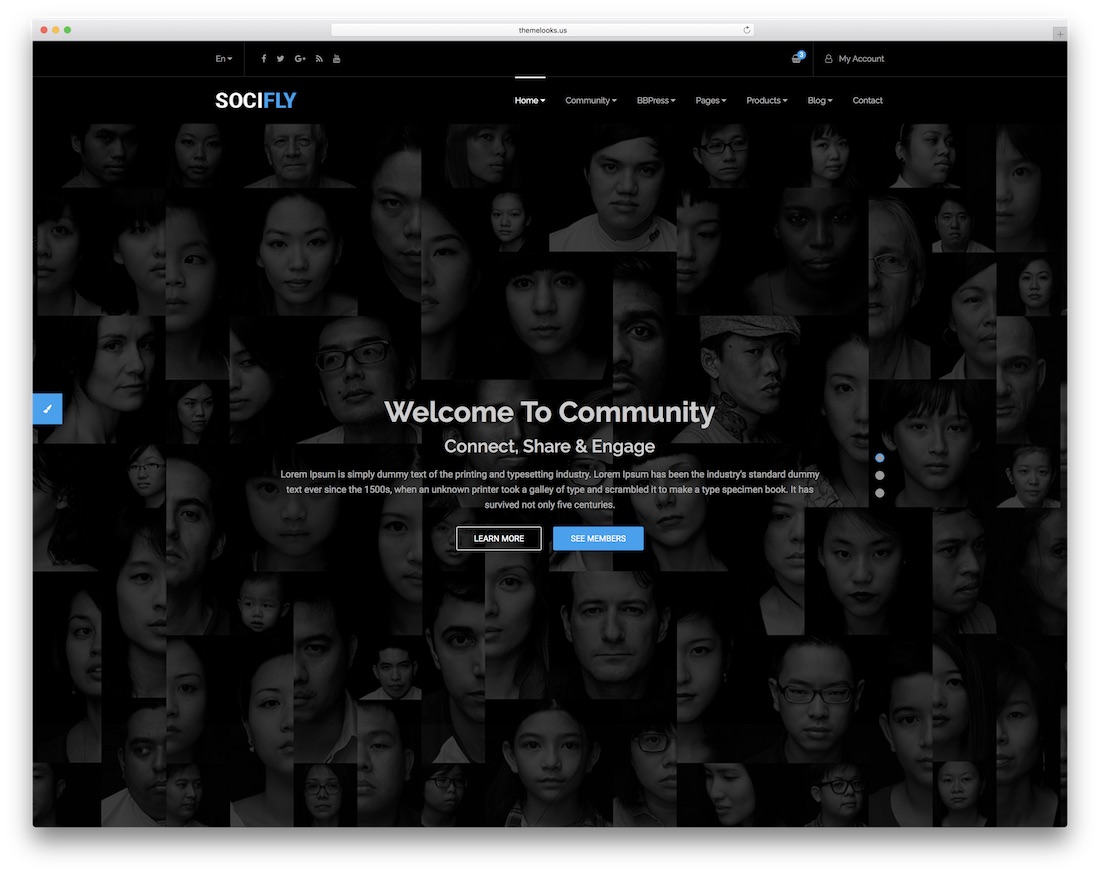 themelooks.us
En
3
My Account
SOCIFLY
Home
Community
BBPress
Pages
Products
Blog
Contact
Welcome To Community
Connect, Share & Engage
Lorem Ipsum is simply dummy text of the printing and typesetting industry. Lorem Ipsum has been the industry's standard dummy
text ever since the 1500s, when an unknown printer took a galley of type and scrambled it to make a type specimen book. It has
survived not only five centuries.
LEARN MORE
SEE MEMBERS